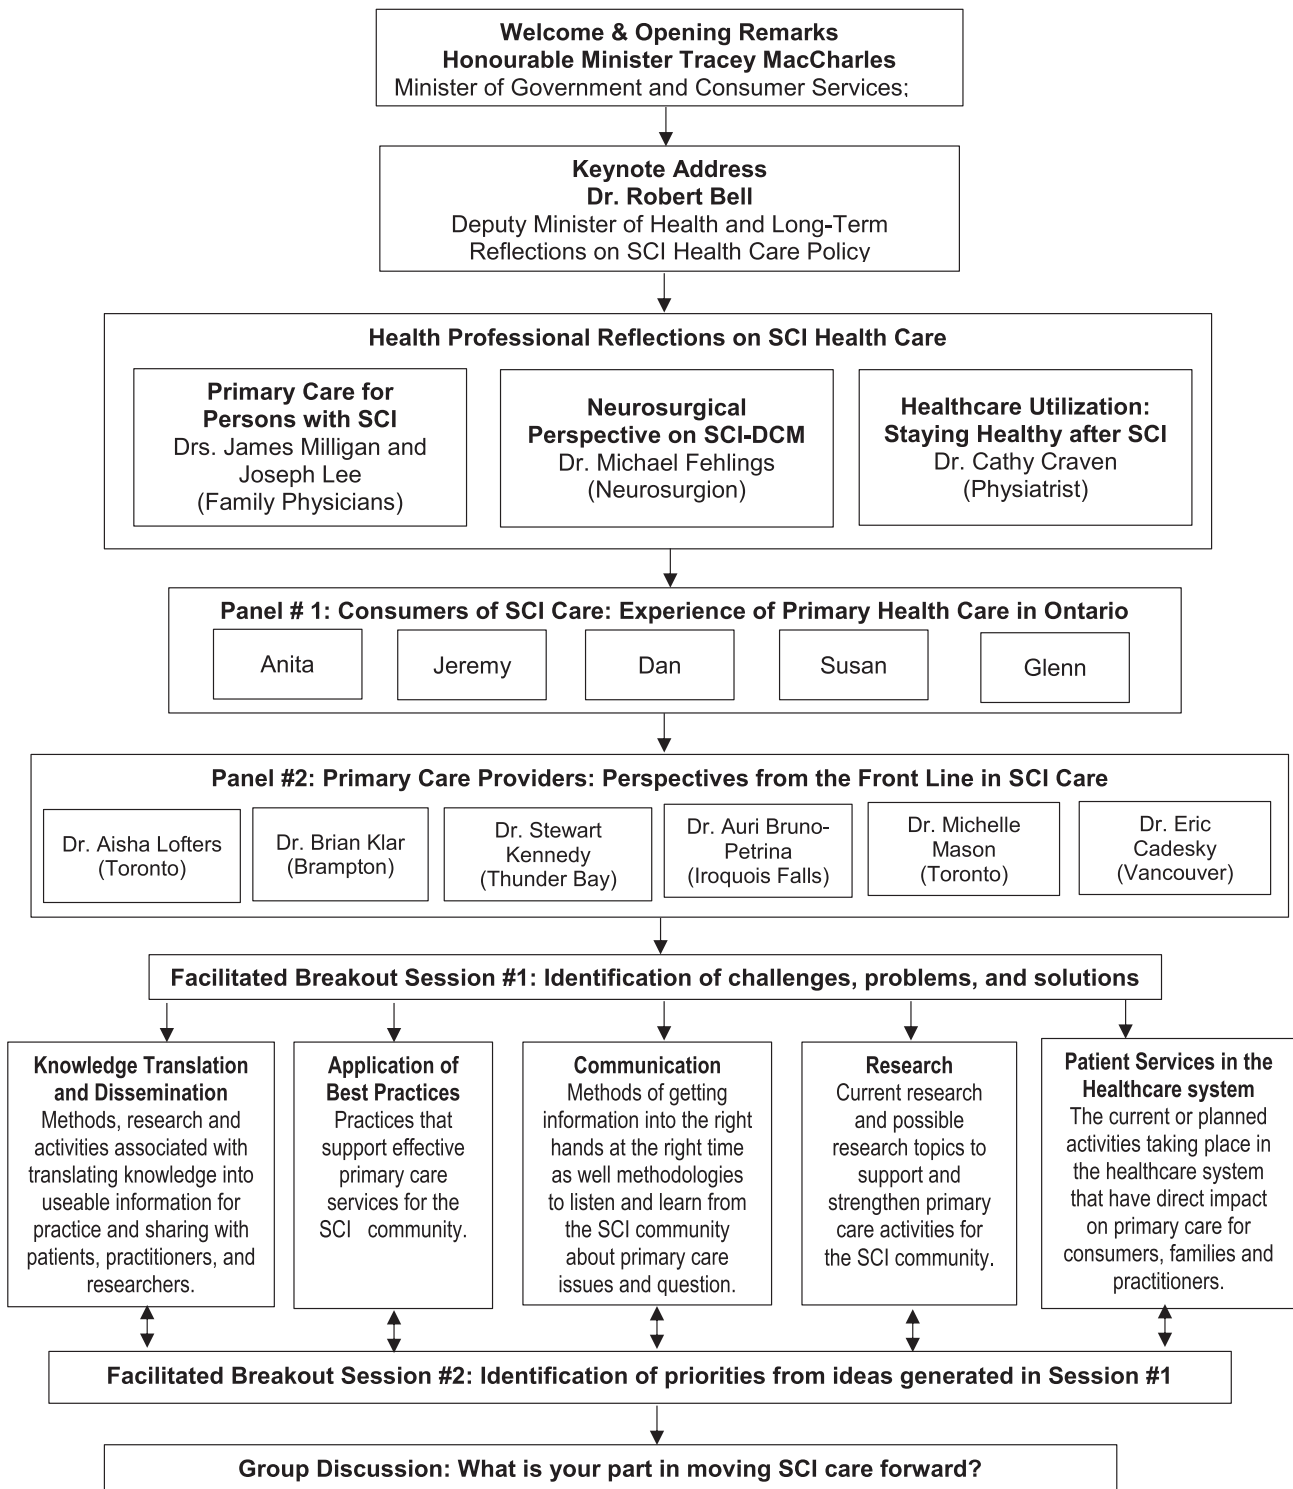 Welcome & Opening Remarks
Honourable Minister Tracey MacCharles
Minister of Government and Consumer Services;
Keynote Address
Dr. Robert Bell
Deputy Minister of Health and Long-Term
Reflections on SCI Health Care Policy
Health Professional Reflections on SCI Health Care
Primary Care for
Persons with SCI
Drs. James Milligan and
Joseph Lee
(Family Physicians)
Neurosurgical
Perspective on SCI-DCM
Dr. Michael Fehlings
(Neurosurgion)
Healthcare Utilization:
Staying Healthy after SCI
Dr. Cathy Craven
(Physiatrist)
Panel # 1: Consumers of SCI Care: Experience of Primary Health Care in Ontario
Anita
Jeremy
Dan
Susan
Glenn
Panel #2: Primary Care Providers: Perspectives from the Front Line in SCI Care
Dr. Aisha Lofters
(Toronto)
Dr. Brian Klar
(Brampton)
Dr. Stewart
Kennedy
(Thunder Bay)
Dr. Auri Bruno-
Petrina
(Iroquois Falls)
Dr. Michelle
Mason
(Toronto)
Dr. Eric
Cadesky
(Vancouver)
Facilitated Breakout Session #1: Identification of challenges, problems, and solutions
Knowledge Translation
and Dissemination
Methods, research and
activities associated with
translating knowledge into
useable information for
practice and sharing with
patients, practitioners, and
researchers.
Application of
Best Practices
Practices that
support effective
primary care
services for the
SCI community.
Communication
Methods of getting
information into the right
hands at the right time
as well methodologies
to listen and learn from
the SCI community
about primary care
issues and question.
Research
Current research
and possible
research topics to
support and
strengthen primary
care activities for
the SCI community.
Patient Services in the
Healthcare system
The current or planned
activities taking place in
the healthcare system
that have direct impact
on primary care for
consumers, families and
practitioners.
Facilitated Breakout Session #2: Identification of priorities from ideas generated in Session #1
Group Discussion: What is your part in moving SCI care forward?